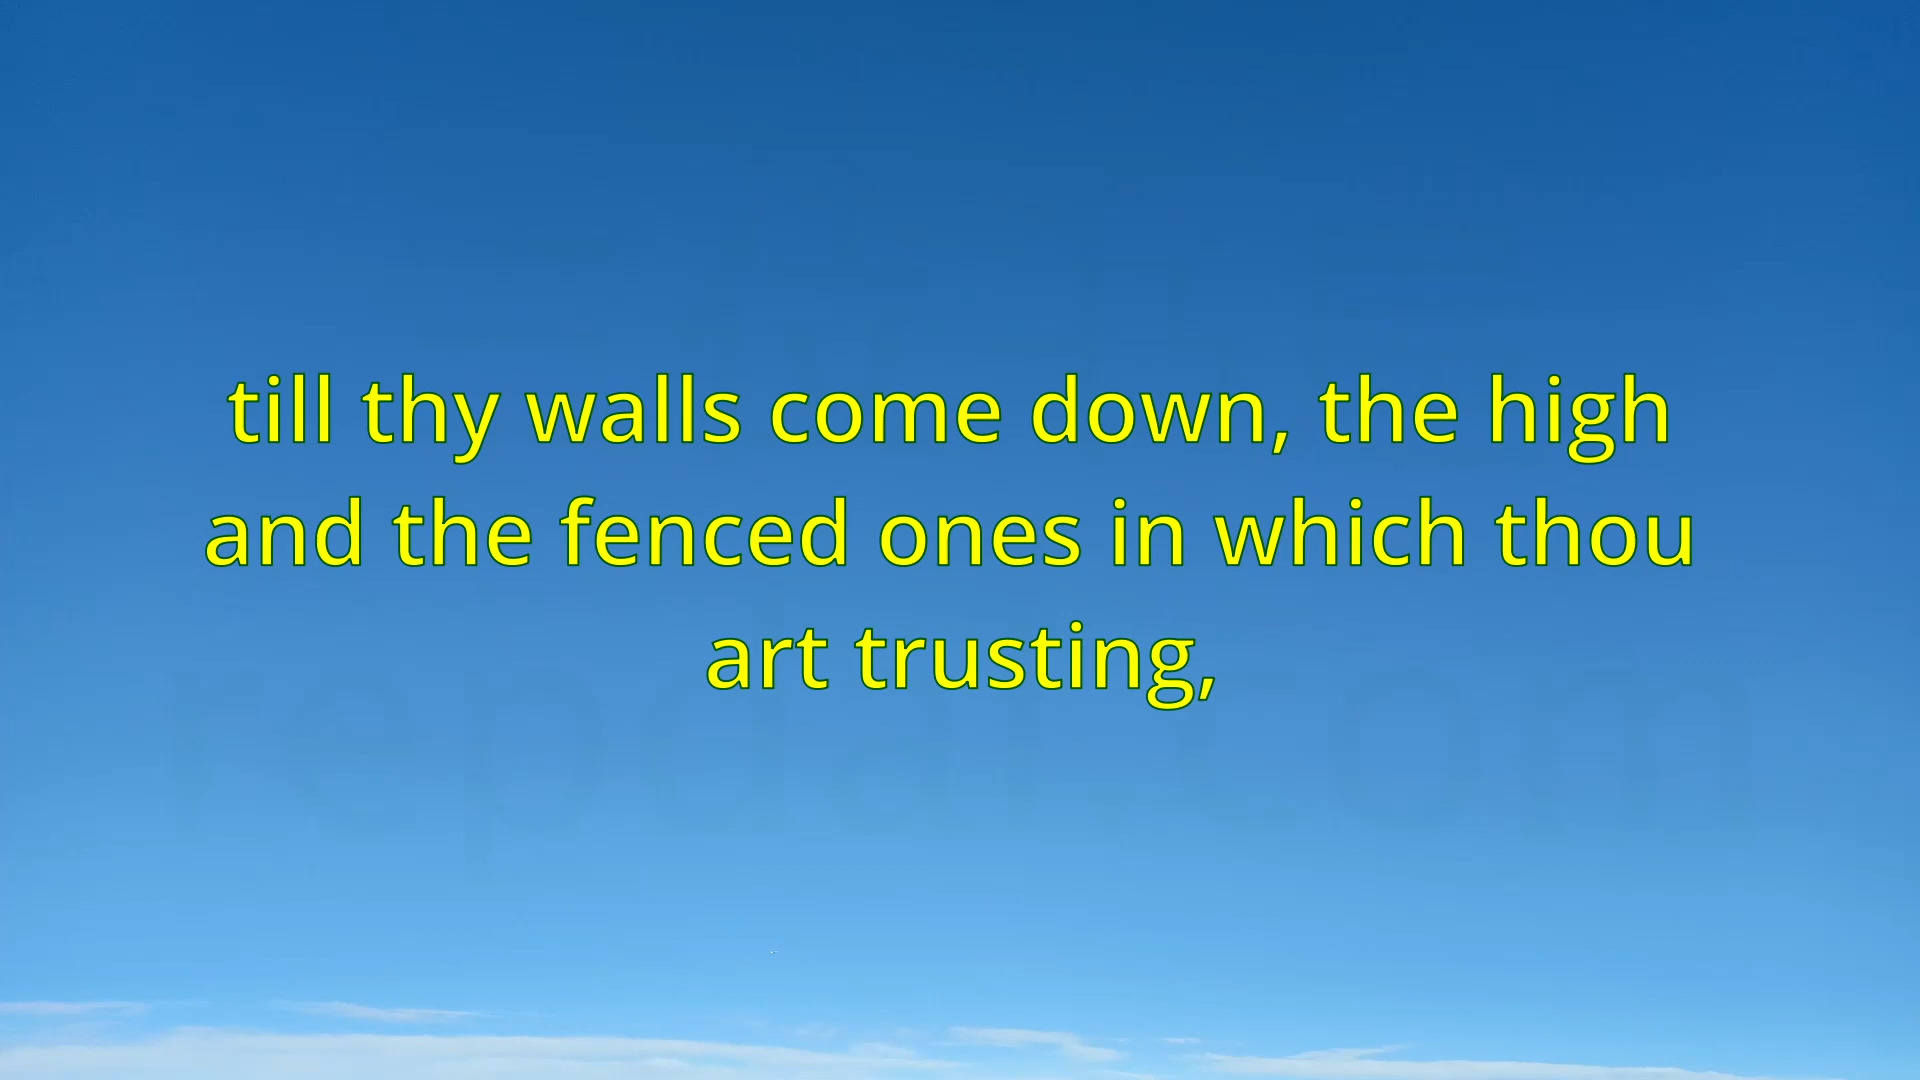 till thy walls come down, the high
and the fenced ones in which thou
art trusting,